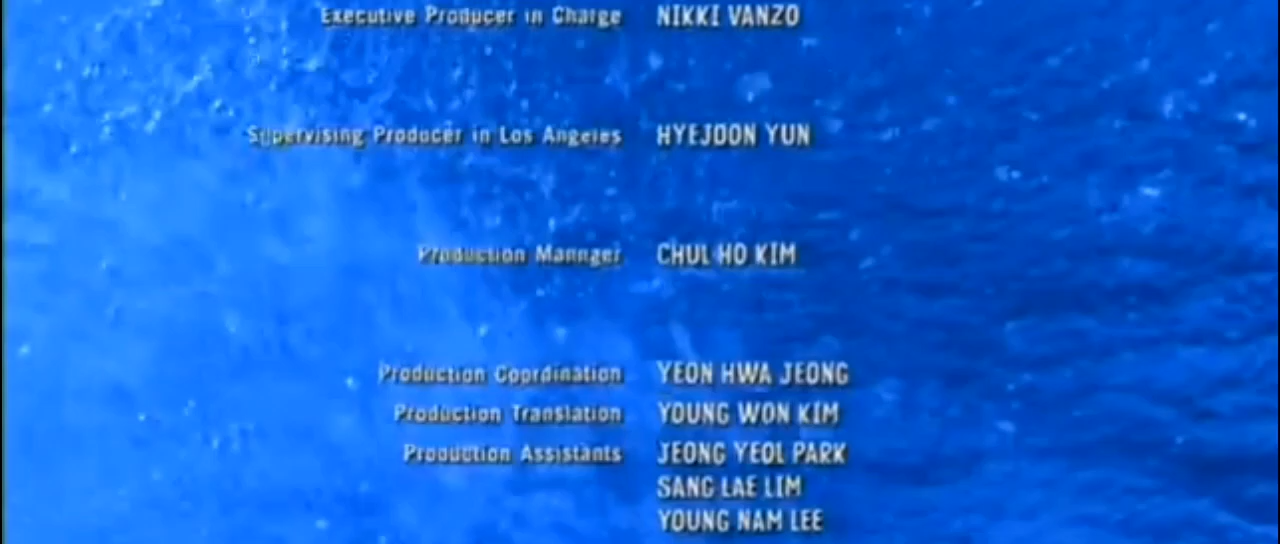 Executive Producer in Charge NIKKI VANZO
Supervising Producer in Los Angeles HYEJOON YUN
Production Manager CHUL HO KIM
Production Coordination YEON HWA JEONG
Production Translation YOUNG WON KIM
Production Assistants JEONG YEOL PARK
SANG LAE LIM
YOUNG NAM LEE